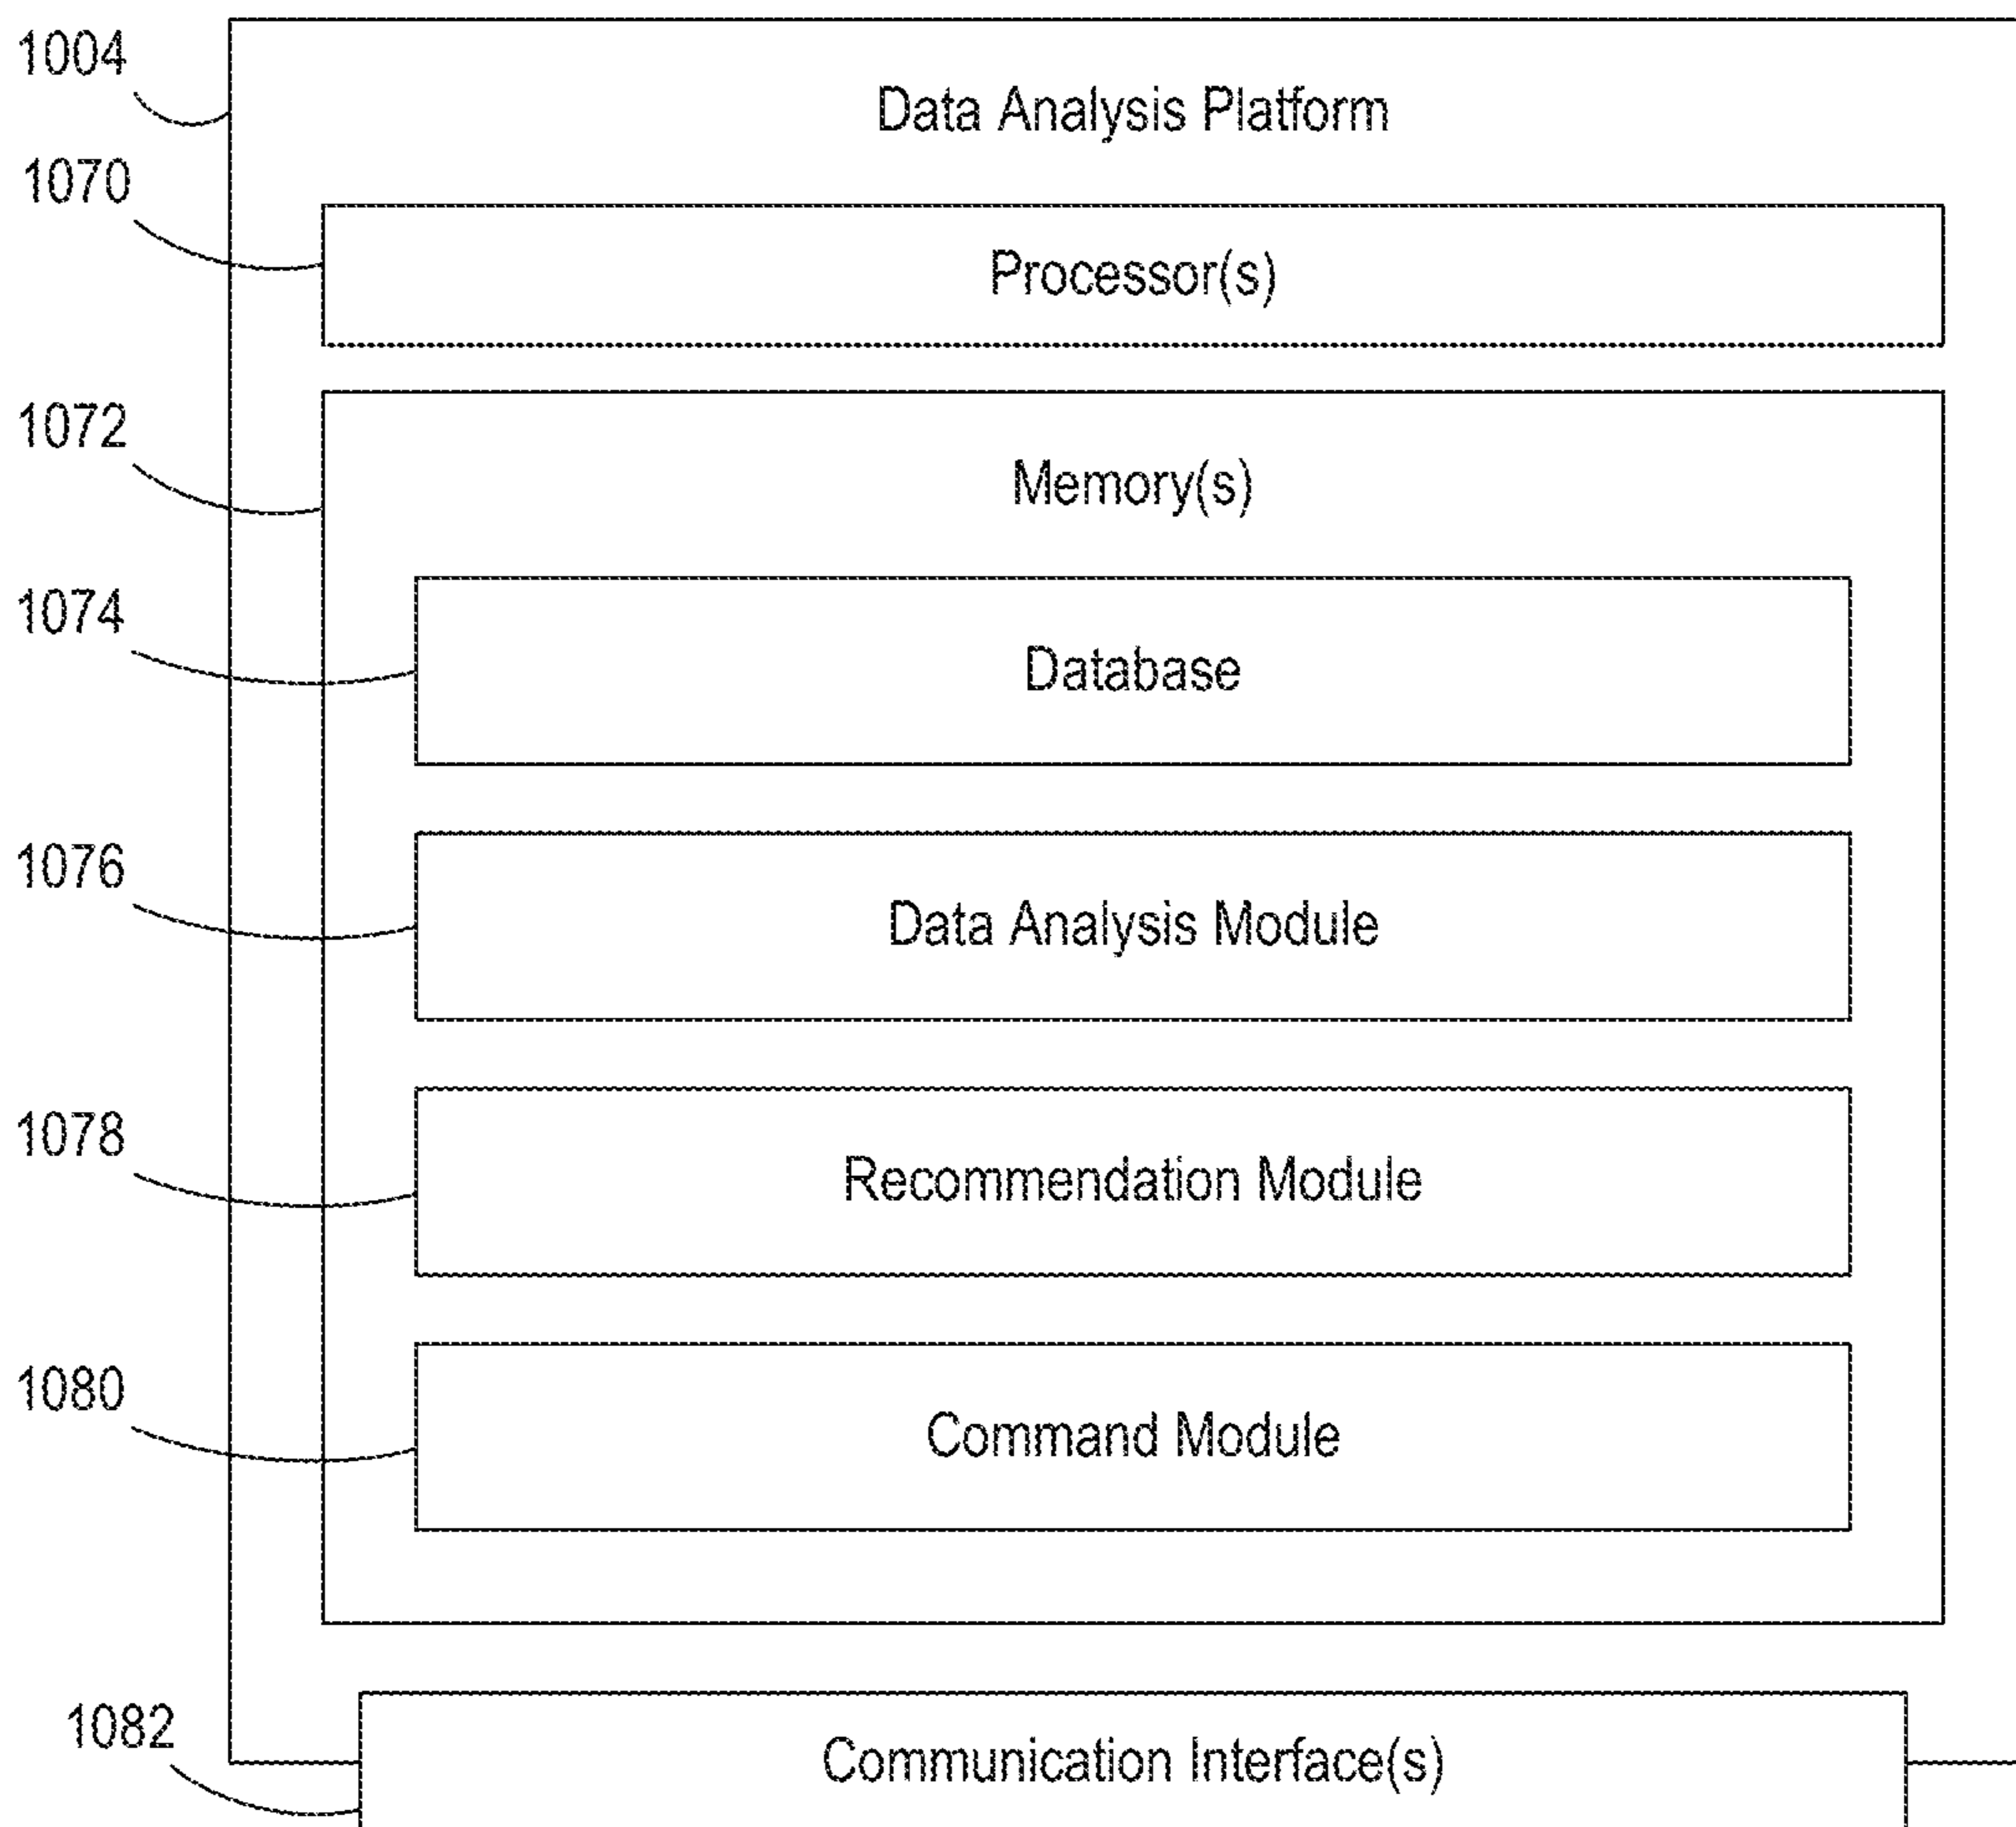 1004
Data Analysis Platform
1070
Processor(s)
1072
Memory(s)
1074
Database
1076
Data Analysis Module
1078
Recommendation Module
1080
Command Module
1082
Communication Interface(s)